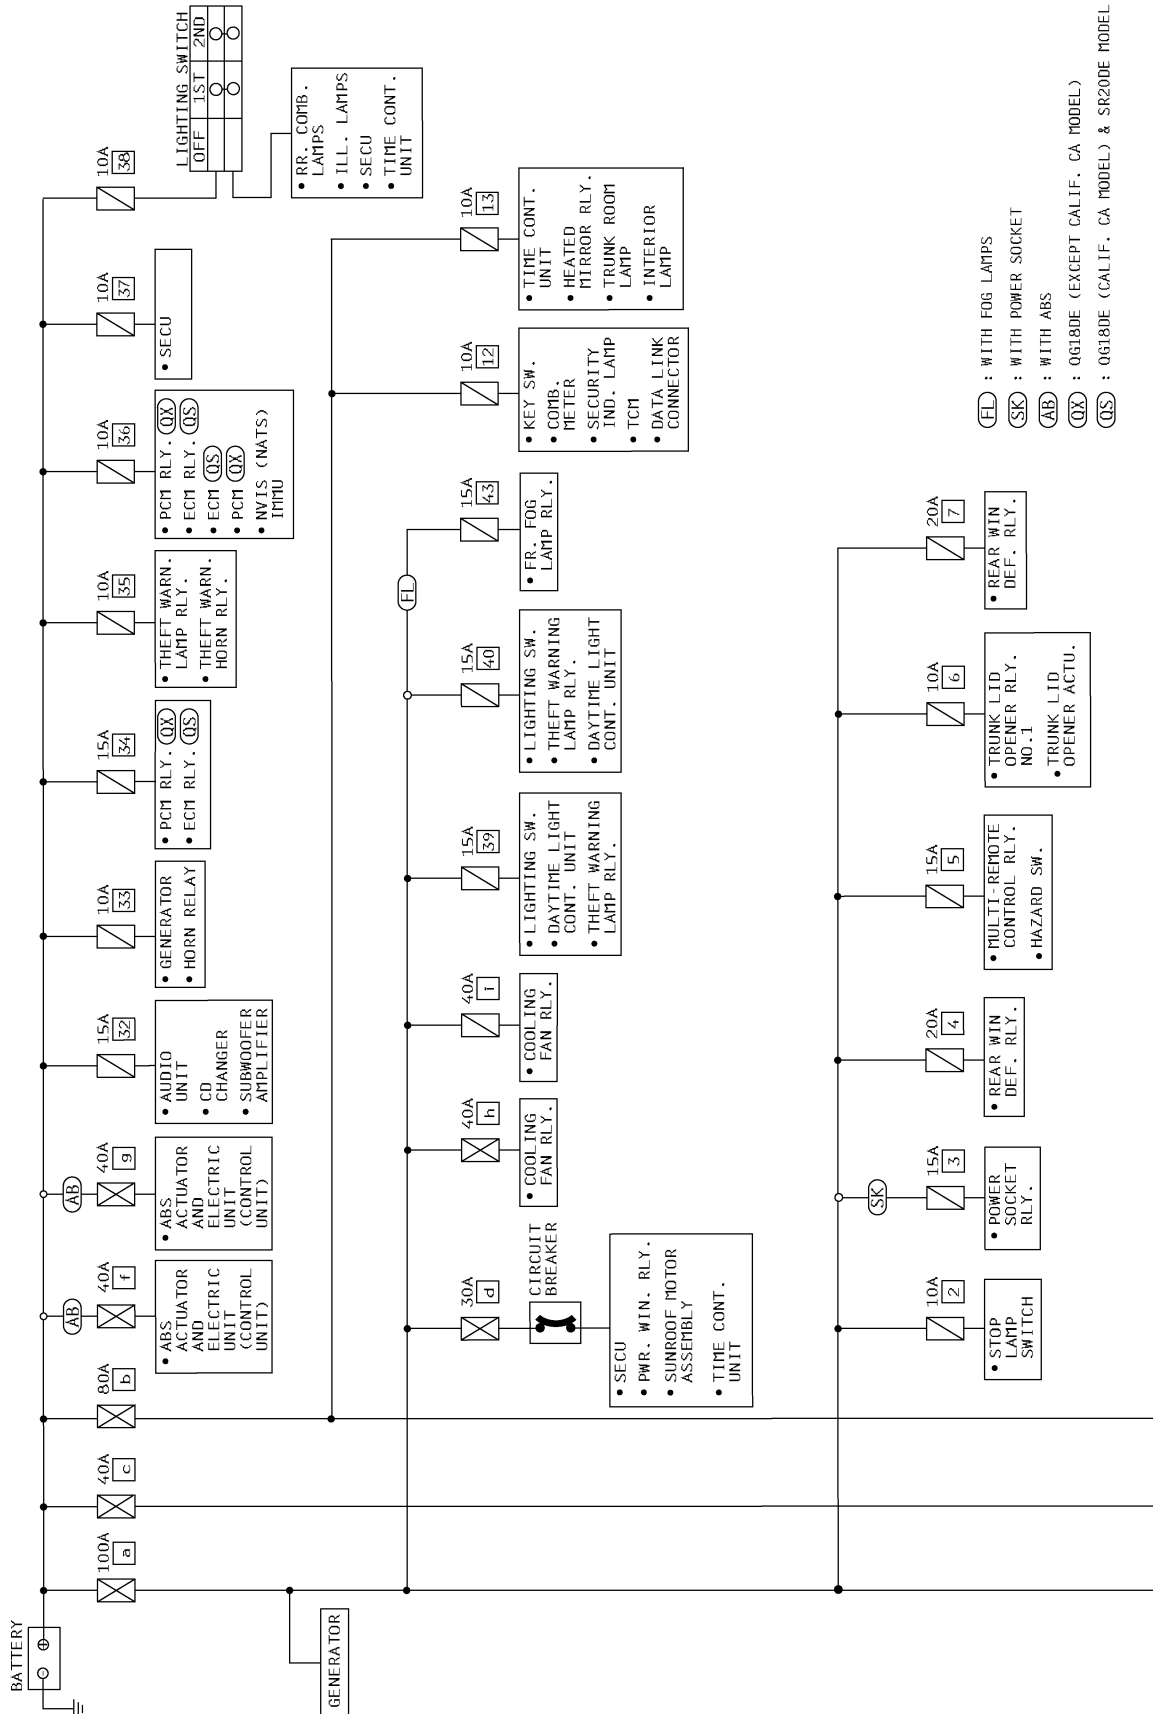 BATTERY
100A
a
GENERATOR
40A
c
80A
b
40A
f
AB
• ABS
ACTUATOR
AND
ELECTRIC
UNIT
(CONTROL
UNIT)
40A
g
AB
• ABS
ACTUATOR
AND
ELECTRIC
UNIT
(CONTROL
UNIT)
15A
32
• AUDIO
UNIT
• CD
CHANGER
• SUBWOOFER
AMPLIFIER
10A
33
• GENERATOR
• HORN RELAY
15A
34
• PCM RLY. QX
• ECM RLY. QS
10A
35
• THEFT WARN.
LAMP RLY.
• THEFT WARN.
HORN RLY.
10A
36
• PCM RLY. QX
• ECM RLY. QS
• ECM QS
• PCM QX
• NVIS (NATS)
IMMU
10A
37
• SECU
10A
38
LIGHTING SWITCH
OFF 1ST 2ND
• RR. COMB.
LAMPS
• ILL. LAMPS
• SECU
• TIME CONT.
UNIT
30A
d
CIRCUIT
BREAKER
• SECU
• PWR. WIN. RLY.
• SUNROOF MOTOR
ASSEMBLY
• TIME CONT.
UNIT
40A
h
• COOLING
FAN RLY.
40A
i
• COOLING
FAN RLY.
15A
39
• LIGHTING SW.
• DAYTIME LIGHT
CONT. UNIT
• THEFT WARNING
LAMP RLY.
15A
40
• LIGHTING SW.
• THEFT WARNING
LAMP RLY.
• DAYTIME LIGHT
CONT. UNIT
FL
15A
43
• FR. FOG
LAMP RLY.
10A
12
• KEY SW.
• COMB.
METER
• SECURITY
IND. LAMP
• TCM
• DATA LINK
CONNECTOR
10A
13
• TIME CONT.
UNIT
• HEATED
MIRROR RLY.
• TRUNK ROOM
LAMP
• INTERIOR
LAMP
10A
2
• STOP
LAMP
SWITCH
SK
15A
3
• POWER
SOCKET
RLY.
20A
4
• REAR WIN
DEF. RLY.
15A
5
• MULTI-REMOTE
CONTROL RLY.
• HAZARD SW.
10A
6
• TRUNK LID
OPENER RLY.
NO.1
• TRUNK LID
OPENER ACTU.
20A
7
• REAR WIN
DEF. RLY.
FL : WITH FOG LAMPS
SK : WITH POWER SOCKET
AB : WITH ABS
QX : QG18DE (EXCEPT CALIF. CA MODEL)
QS : QG18DE (CALIF. CA MODEL) & SR20DE MODEL